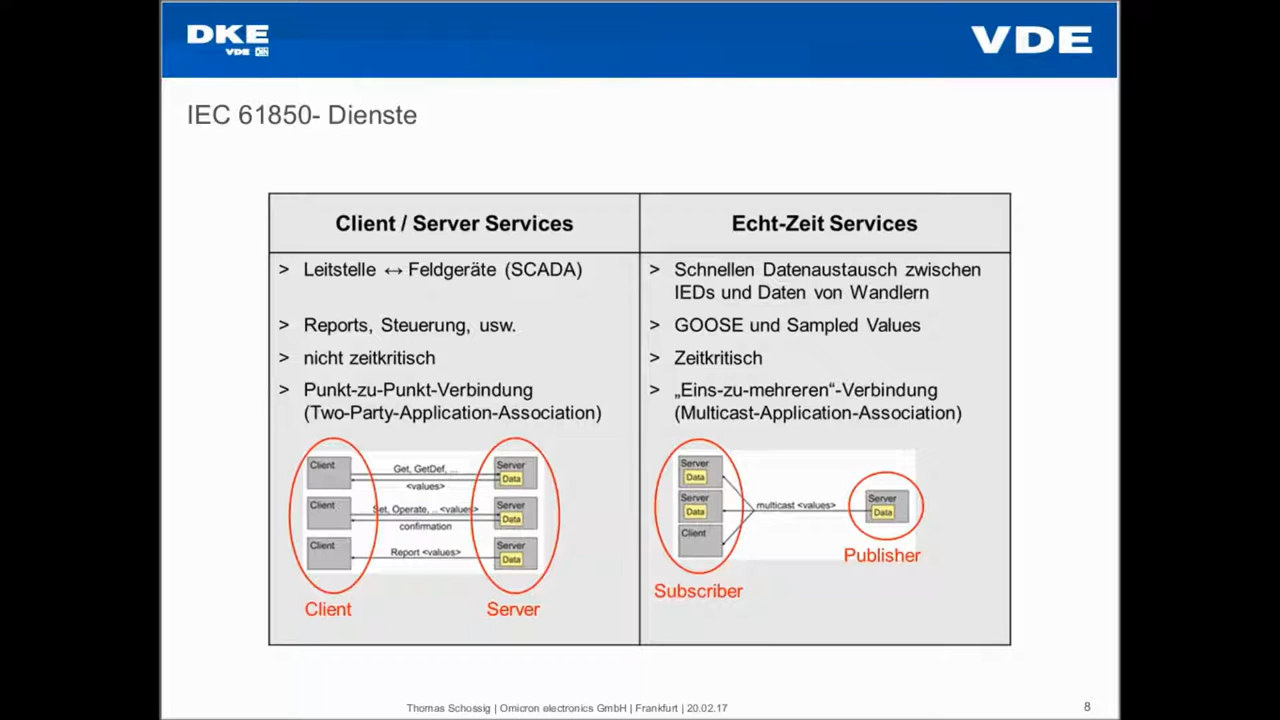 DKE
VDE DIN
VDE
IEC 61850- Dienste
Client / Server Services
> Leitstelle ↔ Feldgeräte (SCADA)
> Reports, Steuerung, usw.
> nicht zeitkritisch
> Punkt-zu-Punkt-Verbindung
(Two-Party-Application-Association)
Client
Get, GetDef, ...
<values>
Server
Data
Client
Set, Operate, .. <values>
confirmation
Server
Data
Client
Report <values>
Server
Data
Client
Server
Echt-Zeit Services
> Schnellen Datenaustausch zwischen
IEDs und Daten von Wandlern
> GOOSE und Sampled Values
> Zeitkritisch
> „Eins-zu-mehreren“-Verbindung
(Multicast-Application-Association)
Server
Data
Server
Data
Client
multicast <values>
Server
Data
Publisher
Subscriber
Thomas Schossig | Omicron electronics GmbH | Frankfurt | 20.02.17
8